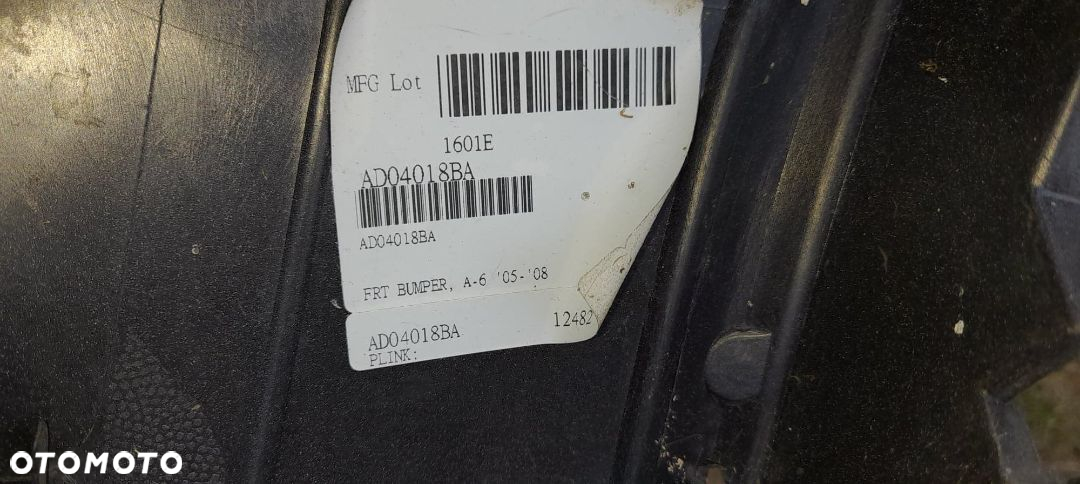 MFG Lot
1601E
AD04018BA
AD04018BA
FRT BUMPER, A-6 '05-'08
AD04018BA 12482
PLINK:
OTOMOTO